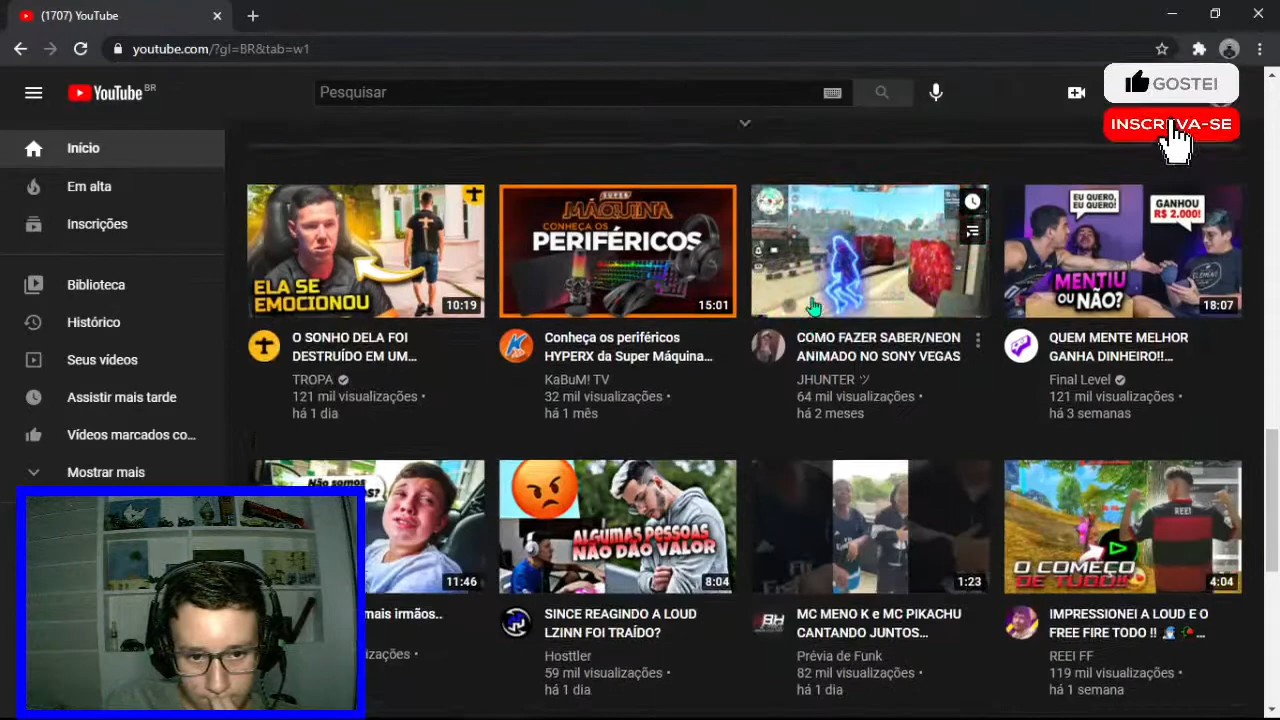 (1707) YouTube
youtube.com/?gl=BR&tab=w1
YouTube BR
Pesquisar
GOSTEI
INSCREVA-SE
Início
Em alta
Inscrições
Biblioteca
Histórico
Seus vídeos
Assistir mais tarde
Vídeos marcados co...
Mostrar mais
ELA SE
EMOCIONOU
10:19
O SONHO DELA FOI
DESTRUÍDO EM UM...
TROPA
121 mil visualizações •
há 1 dia
SUPER
MÁQUINA
CONHEÇA OS
PERIFÉRICOS
15:01
Conheça os periféricos
HYPERX da Super Máquina...
KaBuM! TV
32 mil visualizações •
há 1 mês
COMO FAZER SABER/NEON
ANIMADO NO SONY VEGAS
JHUNTER ツ
64 mil visualizações •
há 2 meses
EU QUERO,
EU QUERO!
GANHOU
R$ 2.000!
MENTIU
OU NÃO?
18:07
QUEM MENTE MELHOR
GANHA DINHEIRO!!...
Final Level
121 mil visualizações •
há 3 semanas
Não somos
11:46
mais irmãos..
zações •
ALGUMAS PESSOAS
NÃO DÃO VALOR
8:04
SINCE REAGINDO A LOUD
LZINN FOI TRAÍDO?
Hosttler
59 mil visualizações •
há 1 dia
1:23
MC MENO K e MC PIKACHU
CANTANDO JUNTOS...
Prévia de Funk
82 mil visualizações •
há 1 dia
REEI
O COMEÇO
DE TUDO!!
4:04
IMPRESSIONEI A LOUD E O
FREE FIRE TODO !! 🧙🏻‍♂️🥀...
REEI FF
119 mil visualizações •
há 1 semana